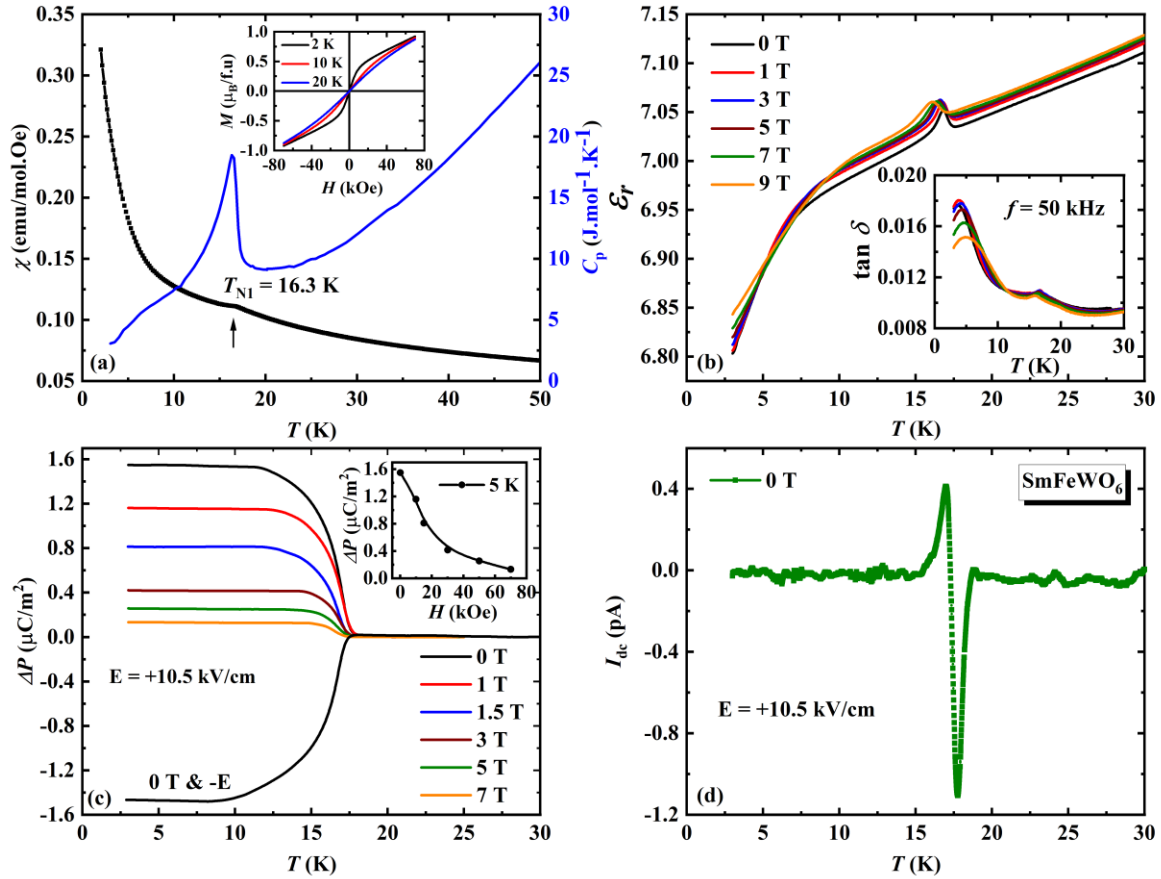 0.35
0.30
0.25
0.20
0.15
0.10
0.05
χ (emu/mol.Oe)
1.0
0.5
0.0
-0.5
-1.0
M (μB/f.u)
2 K
10 K
20 K
-80 -40 0 40 80
H (kOe)
TN1 = 16.3 K
(a)
30
25
20
15
10
5
0
Cp (J.mol-1.K-1)
0 10 20 30 40 50
T (K)
7.15
7.10
7.05
7.00
6.95
6.90
6.85
6.80
εr
0 T
1 T
3 T
5 T
7 T
9 T
0.020
0.016
0.012
0.008
tan δ
f = 50 kHz
0 5 10 15 20 25 30
T (K)
(b)
0 5 10 15 20 25 30
T (K)
1.6
1.2
0.8
0.4
0.0
-0.4
-0.8
-1.2
-1.6
ΔP (μC/m2)
1.6
1.2
0.8
0.4
0.0
ΔP (μC/m2)
5 K
0 20 40 60 80
H (kOe)
E = +10.5 kV/cm
0 T
1 T
1.5 T
3 T
5 T
7 T
0 T & -E
(c)
0 5 10 15 20 25 30
T (K)
0.4
0.0
-0.4
-0.8
-1.2
Idc (pA)
0 T
SmFeWO6
E = +10.5 kV/cm
(d)
0 5 10 15 20 25 30
T (K)